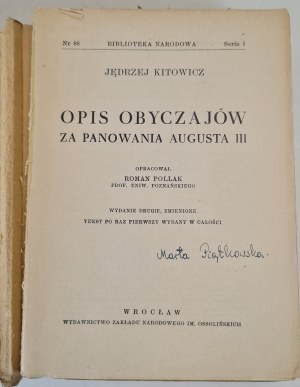 Nr 88 BIBLIOTEKA NARODOWA Seria I
JĘDRZEJ KITOWICZ
OPIS OBYCZAJÓW
ZA PANOWANIA AUGUSTA III
OPRACOWAŁ
ROMAN POLLAK
PROF. UNIW. POZNAŃSKIEGO
WYDANIE DRUGIE, ZMIENIONE
TEKST PO RAZ PIERWSZY WYDANY W CAŁOŚCI
Marta Piątkowska
WROCŁAW
WYDAWNICTWO ZAKŁADU NARODOWEGO IM. OSSOLIŃSKICH